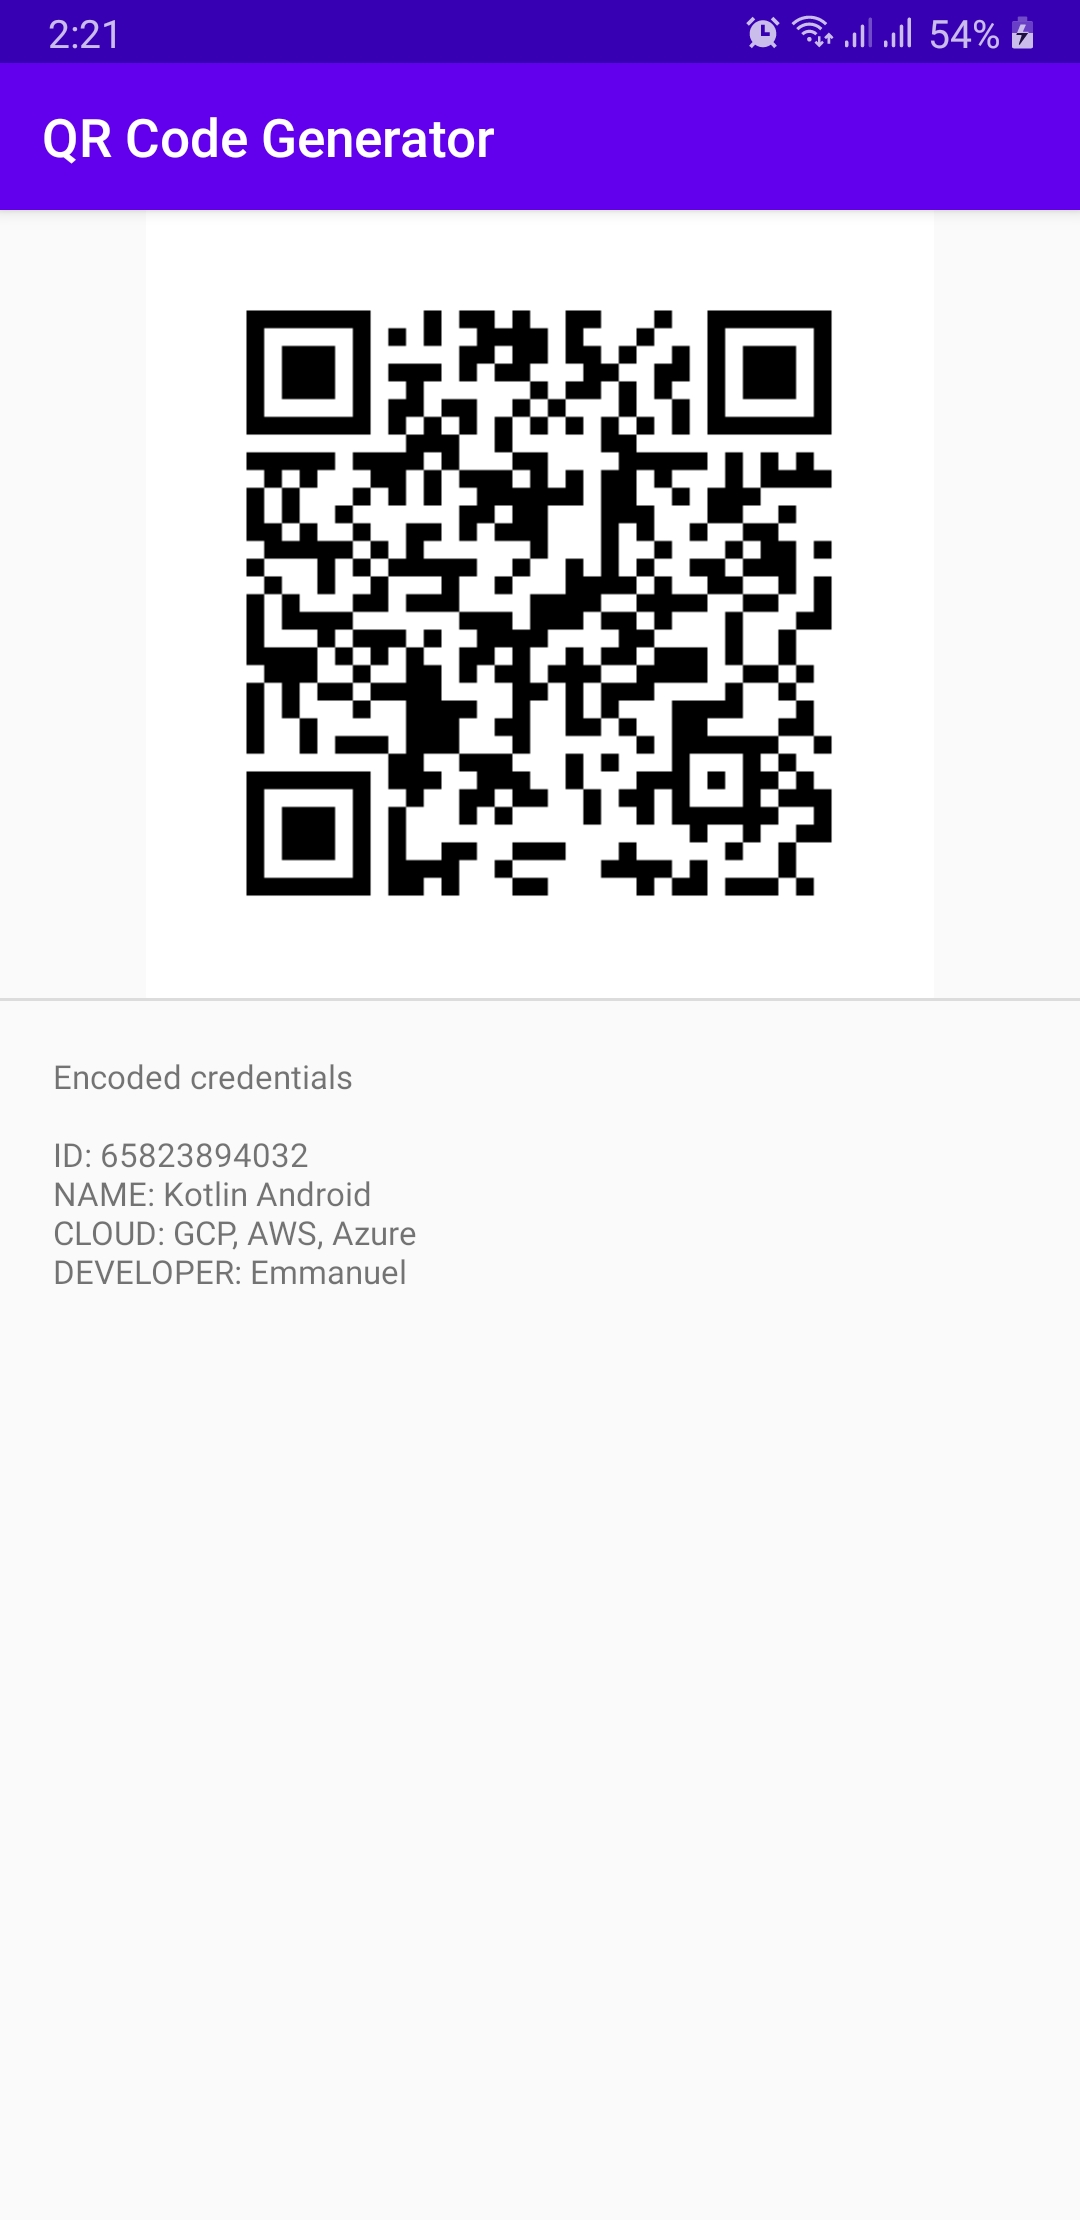 2:21
54%
QR Code Generator
Encoded credentials
ID: 65823894032
NAME: Kotlin Android
CLOUD: GCP, AWS, Azure
DEVELOPER: Emmanuel